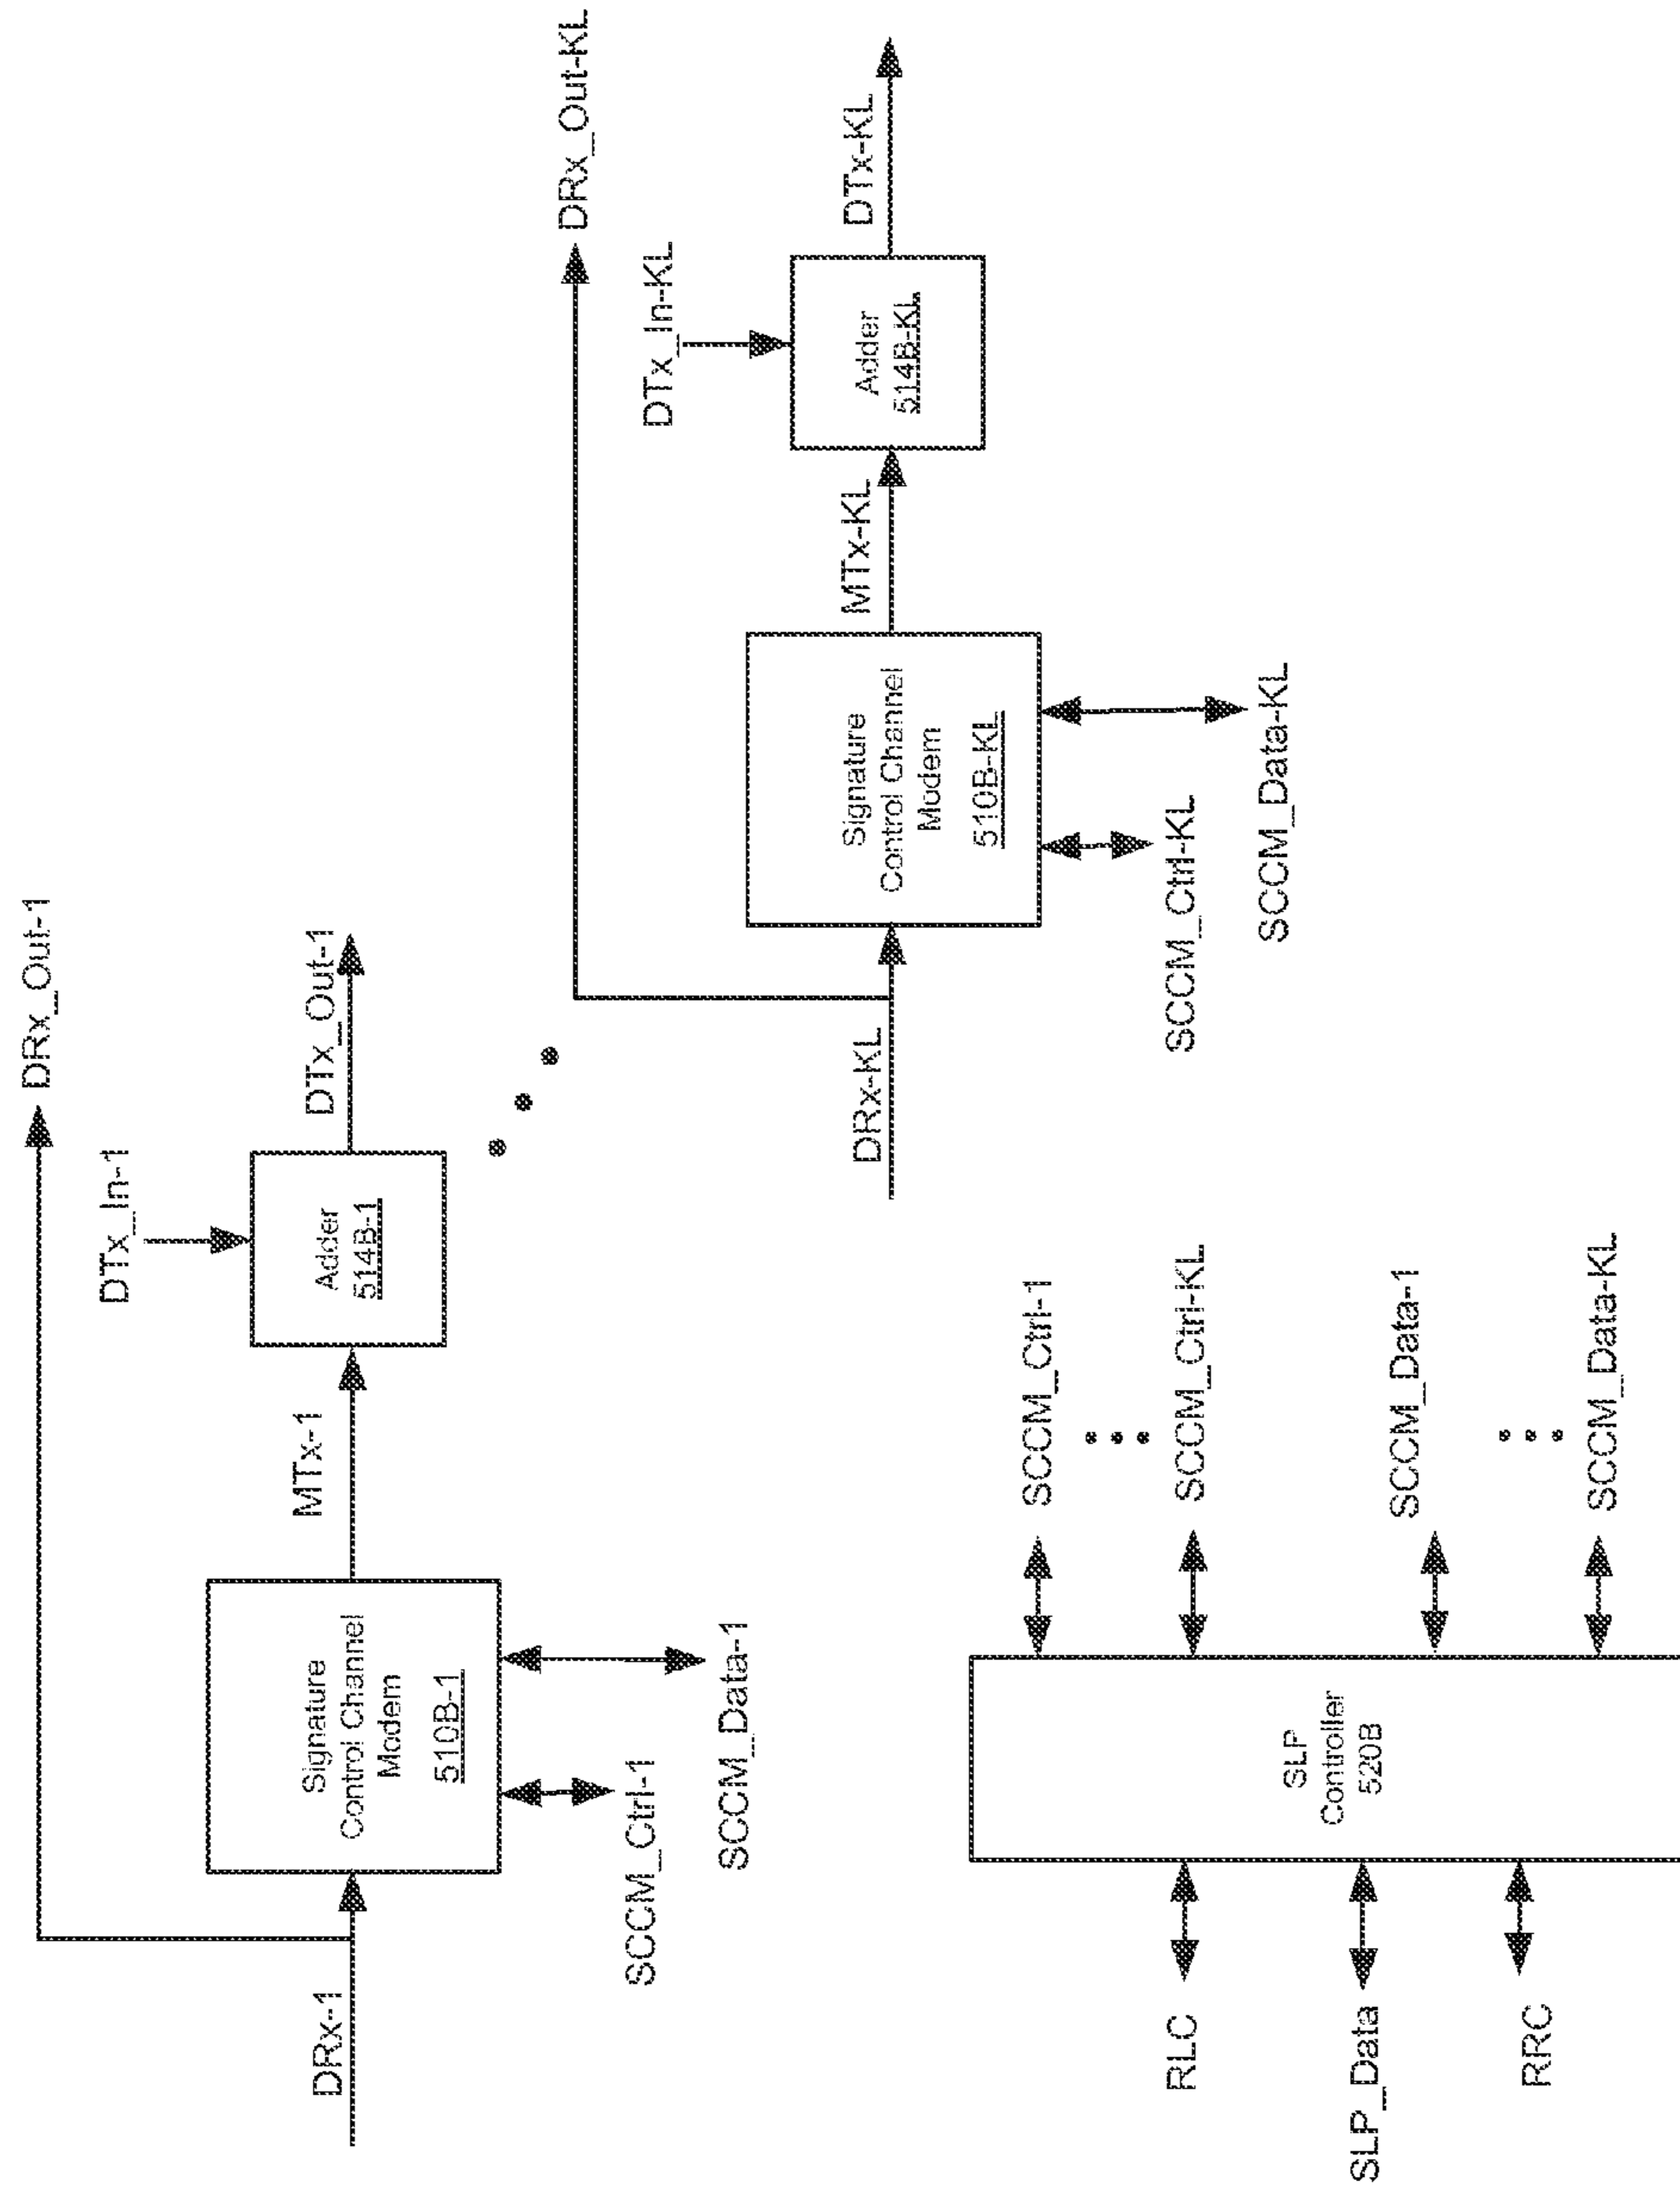 DRx_Out-1
DTx_In-1
DRx-1
Signature
Control Channel
Modem
510B-1
MTx-1
Adder
514B-1
DTx_Out-1
SCCM_Ctrl-1
SCCM_Data-1
DRx_Out-KL
DTx_In-KL
DRx-KL
Signature
Control Channel
Modem
510B-KL
MTx-KL
Adder
514B-KL
DTx-KL
SCCM_Ctrl-KL
SCCM_Data-KL
RLC
SLP_Data
RRC
SLP
Controller
520B
SCCM_Ctrl-1
SCCM_Ctrl-KL
SCCM_Data-1
SCCM_Data-KL